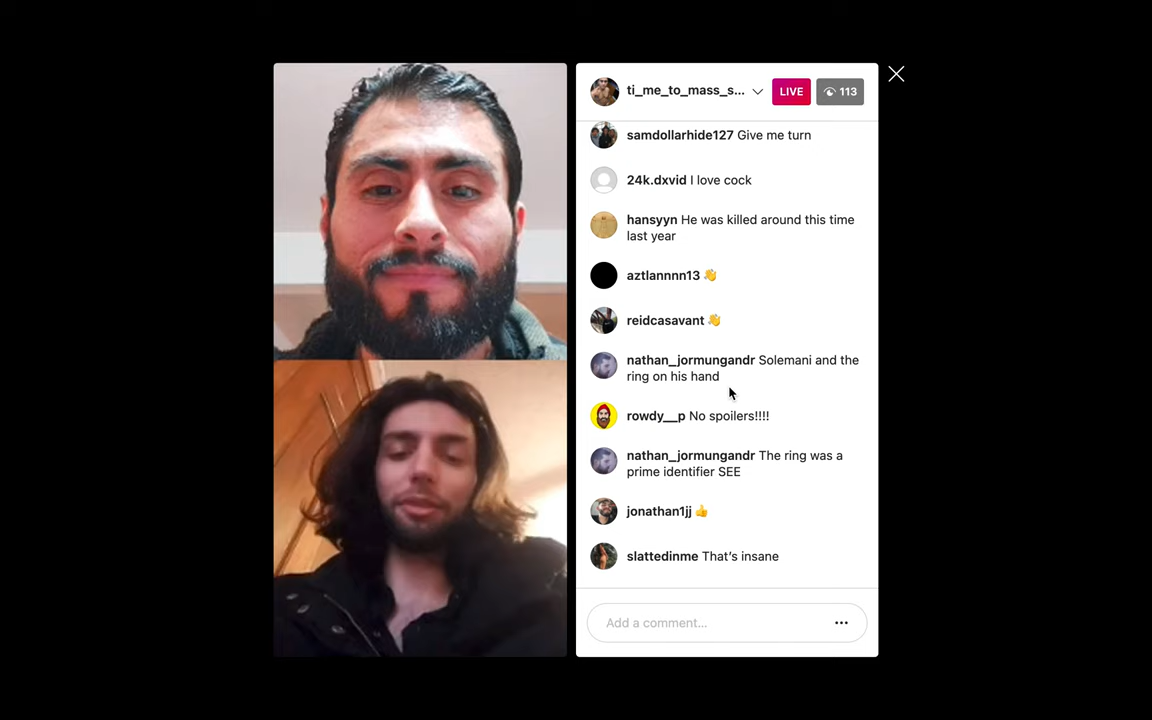 ti_me_to_mass_s... LIVE 113
samdollarhide127 Give me turn
24k.dxvid I love cock
hansyyn He was killed around this time
last year
aztlannnn13 👋
reidcasavant 👋
nathan_jormungandr Solemani and the
ring on his hand
rowdy__p No spoilers!!!!
nathan_jormungandr The ring was a
prime identifier SEE
jonathan1jj 👍
slattedinme That's insane
Add a comment...